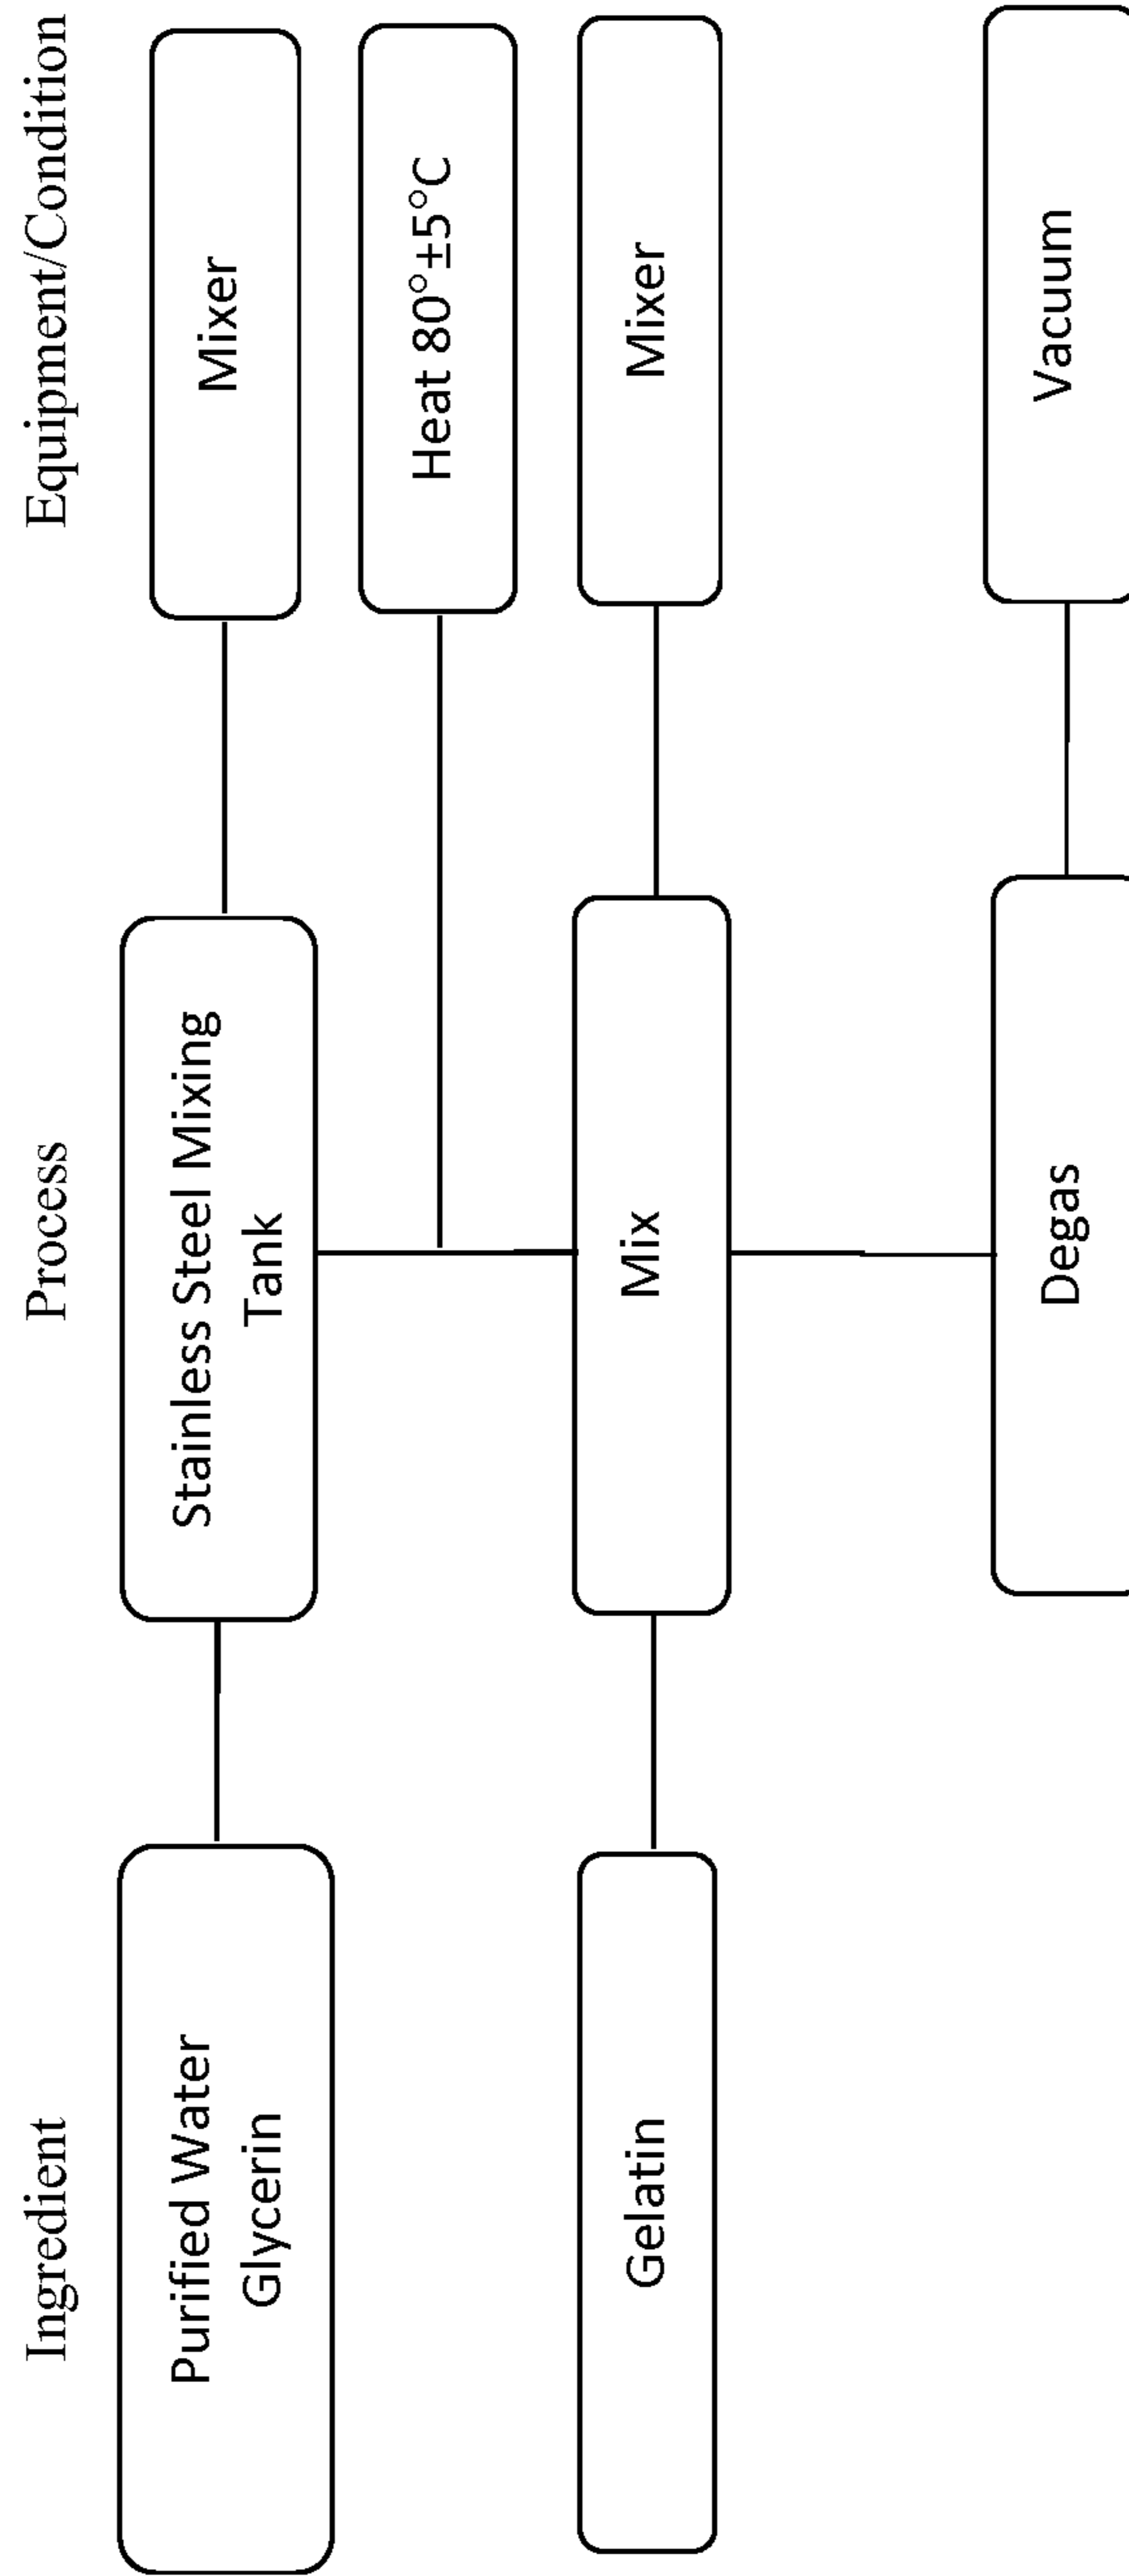 Ingredient
Process
Equipment/Condition
Purified Water
Glycerin
Stainless Steel Mixing
Tank
Mixer
Heat 80°±5°C
Gelatin
Mix
Mixer
Degas
Vacuum